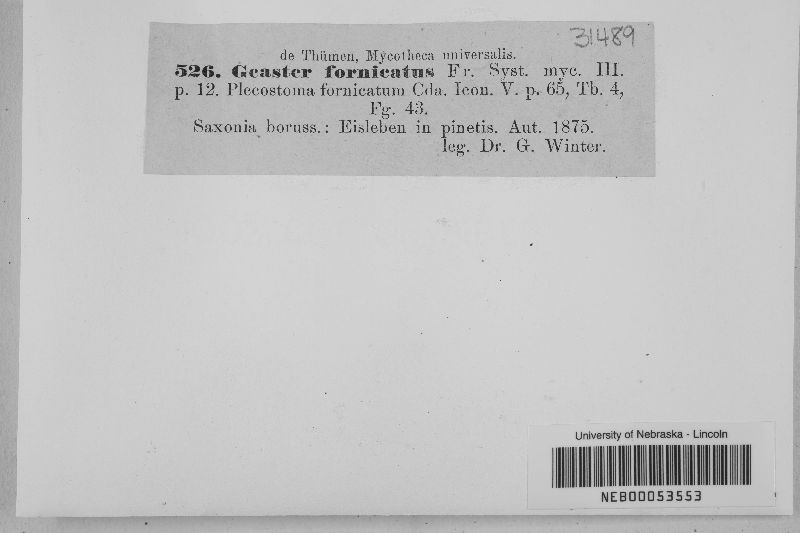 31489
de Thümen, Mycotheca universalis.
526. Geaster fornicatus Fr. Syst. myc. III.
p. 12. Plecostoma fornicatum Cda. Icon. V. p. 65, Tb. 4,
Fg. 43.
Saxonia boruss.: Eisleben in pinetis. Aut. 1875.
leg. Dr. G. Winter.
University of Nebraska - Lincoln
NEB00053553